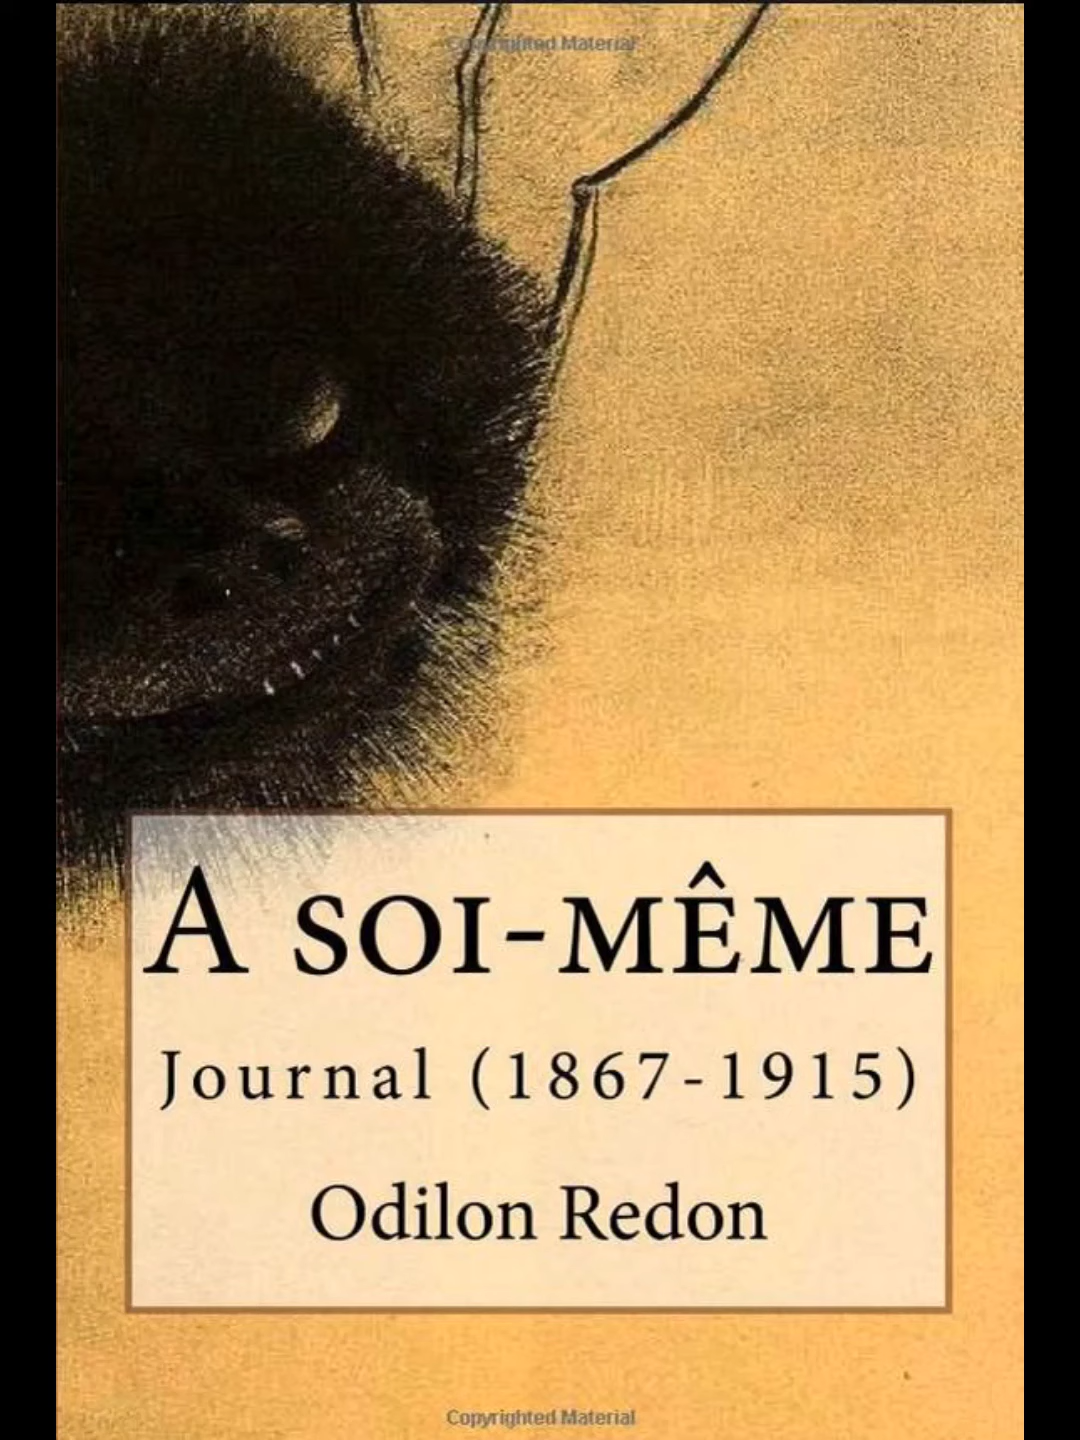 Copyrighted Material
A SOI-MÊME
Journal (1867-1915)
Odilon Redon
Copyrighted Material